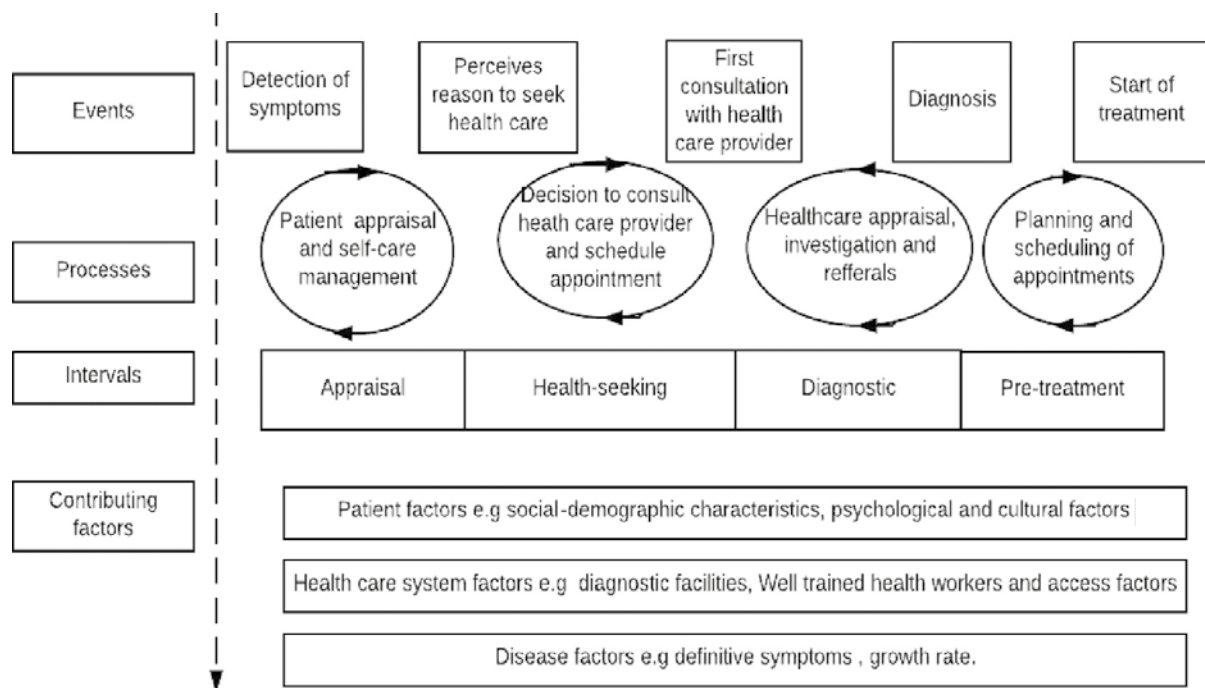 Events
Detection of
symptoms
Perceives
reason to seek
health care
First
consultation
with health
care provider
Diagnosis
Start of
treatment
Processes
Patient appraisal
and self-care
management
Decision to consult
heath care provider
and schedule
appointment
Healthcare appraisal,
investigation and
refferals
Planning and
scheduling of
appointments
Intervals
Appraisal
Health-seeking
Diagnostic
Pre-treatment
Contributing
factors
Patient factors e.g social-demographic characteristics, psychological and cultural factors
Health care system factors e.g diagnostic facilities, Well trained health workers and access factors
Disease factors e.g definitive symptoms , growth rate.